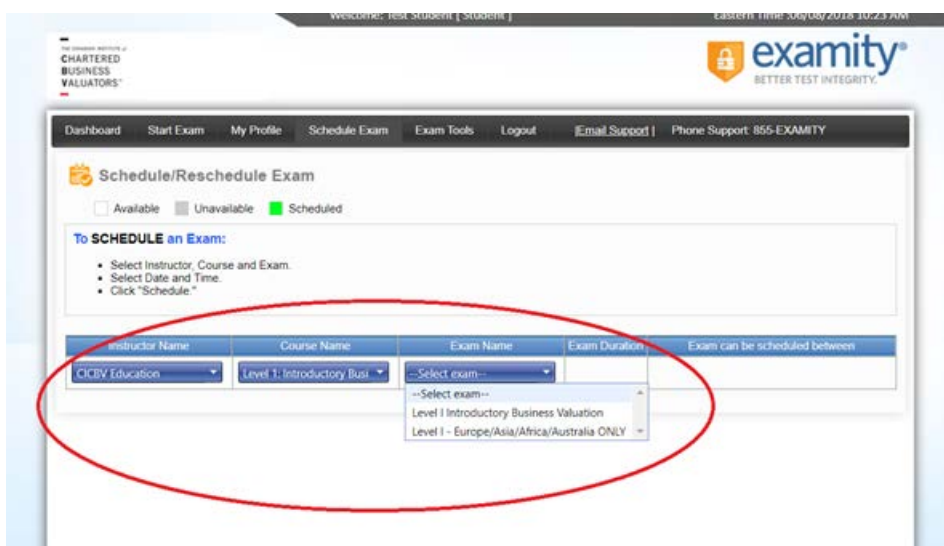 Welcome: Test Student [ Student ]
Eastern Time :06/08/2018 10:23 AM
CHARTERED
BUSINESS
VALUATORS
examity®
BETTER TEST INTEGRITY.
Dashboard Start Exam My Profile Schedule Exam Exam Tools Logout |Email Support| Phone Support 855-EXAMITY
Schedule/Reschedule Exam
Available Unavailable Scheduled
To SCHEDULE an Exam:
• Select Instructor, Course and Exam.
• Select Date and Time.
• Click "Schedule."
Instructor Name Course Name Exam Name Exam Duration Exam can be scheduled between
CICBV Education Level 1: Introductory Busi --Select exam--
--Select exam--
Level I Introductory Business Valuation
Level I - Europe/Asia/Africa/Australia ONLY